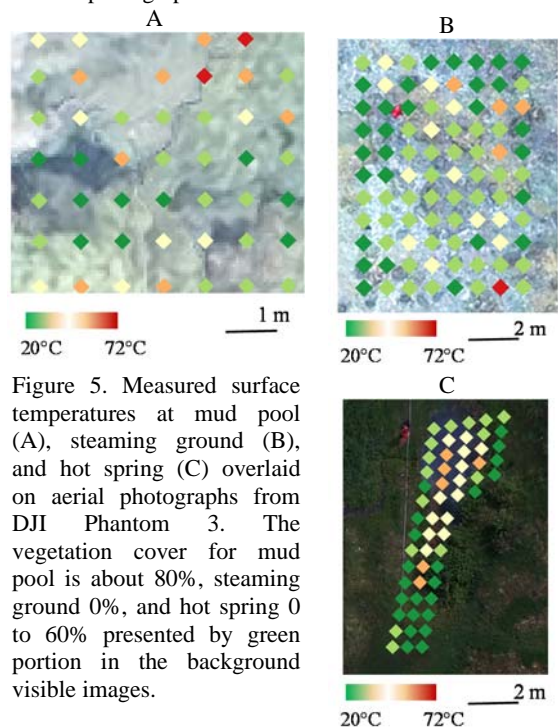 A
B
1 m
20°C 72°C
2 m
20°C 72°C
C
Figure 5. Measured surface
temperatures at mud pool
(A), steaming ground (B),
and hot spring (C) overlaid
on aerial photographs from
DJI Phantom 3. The
vegetation cover for mud
pool is about 80%, steaming
ground 0%, and hot spring 0
to 60% presented by green
portion in the background
visible images.
2 m
20°C 72°C